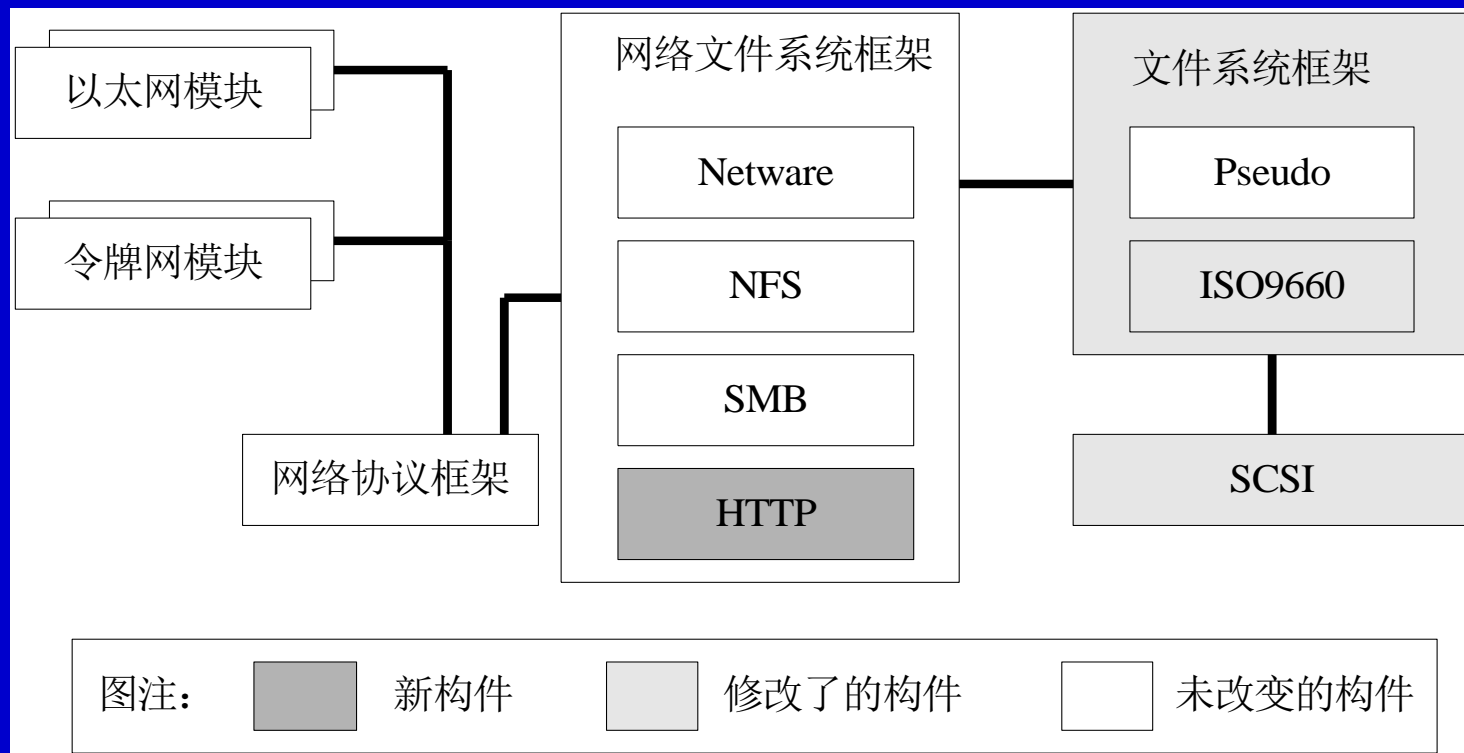 以太网模块
令牌网模块
网络协议框架
网络文件系统框架
Netware
NFS
SMB
HTTP
文件系统框架
Pseudo
ISO9660
SCSI
图注：
新构件
修改了的构件
未改变的构件